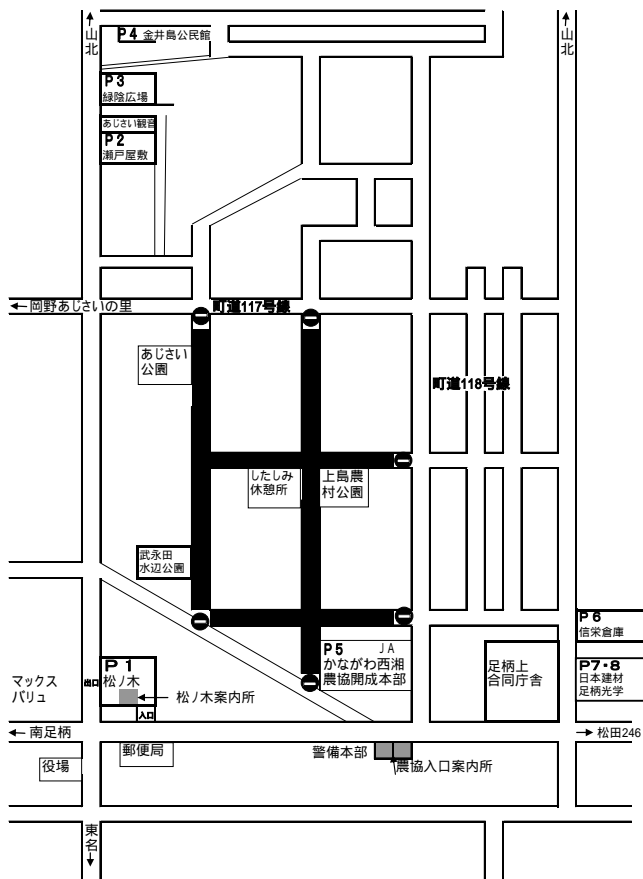 ↑山北
↑山北
P4 金井島公民館
P3
緑陰広場
あじさい観音
P2
瀬戸屋敷
←岡野あじさいの里
町道117号線
あじさい
公園
町道118号線
したしみ
休憩所
上島農
村公園
武永田
水辺公園
P5 JA
かながわ西湘
農協開成本部
P6
信栄倉庫
P7・8
日本建材
足柄光学
足柄上
合同庁舎
P1
松ノ木
出口
マックス
バリュ
松ノ木案内所
入口
←南足柄
→松田246
役場
郵便局
警備本部
農協入口案内所
東名↓